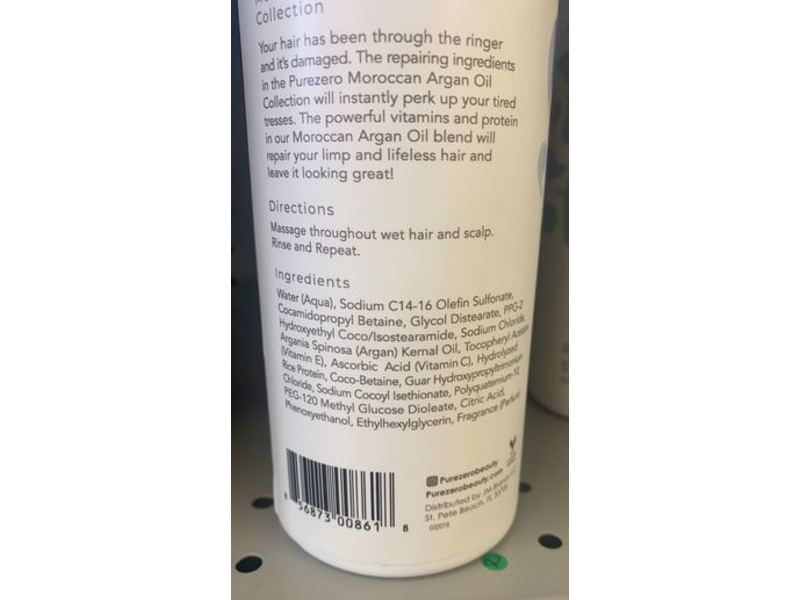 Collection
Your hair has been through the ringer
and it's damaged. The repairing ingredients
in the Purezero Moroccan Argan Oil
Collection will instantly perk up your tired
tresses. The powerful vitamins and protein
in our Moroccan Argan Oil blend will
repair your limp and lifeless hair and
leave it looking great!
Directions
Massage throughout wet hair and scalp.
Rinse and Repeat.
Ingredients
Water (Aqua), Sodium C14-16 Olefin Sulfonate,
Cocamidopropyl Betaine, Glycol Distearate, PPG-2
Hydroxyethyl Coco/Isostearamide, Sodium Chloride,
Argania Spinosa (Argan) Kernal Oil, Tocopheryl Acetate
(Vitamin E), Ascorbic Acid (Vitamin C), Hydrolyzed
Rice Protein, Coco-Betaine, Guar Hydroxypropyltrimonium
Chloride, Sodium Cocoyl Isethionate, Polyquaternium-10,
PEG-120 Methyl Glucose Dioleate, Citric Acid,
Phenoxyethanol, Ethylhexylglycerin, Fragrance (Parfum)
56873 00861 8
Purezerobeauty
Purezerobeauty.com
Distributed by JM Brands
St. Pete Beach, FL
032018